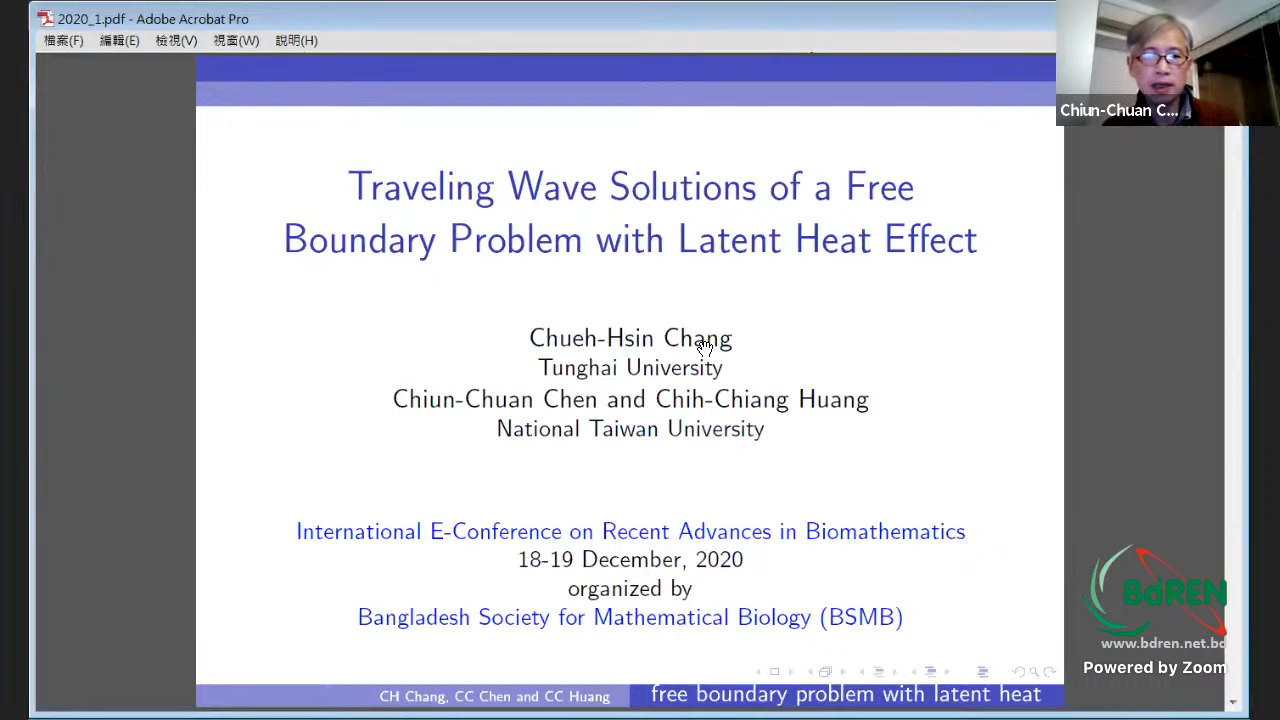 2020_1.pdf - Adobe Acrobat Pro
檔案(F) 編輯(E) 檢視(V) 視窗(W) 說明(H)
Chiun-Chuan C...
Traveling Wave Solutions of a Free
Boundary Problem with Latent Heat Effect
Chueh-Hsin Chang
Tunghai University
Chiun-Chuan Chen and Chih-Chiang Huang
National Taiwan University
International E-Conference on Recent Advances in Biomathematics
18-19 December, 2020
organized by
Bangladesh Society for Mathematical Biology (BSMB)
BdREN
www.bdren.net.bd
Powered by Zoom
CH Chang, CC Chen and CC Huang
free boundary problem with latent heat